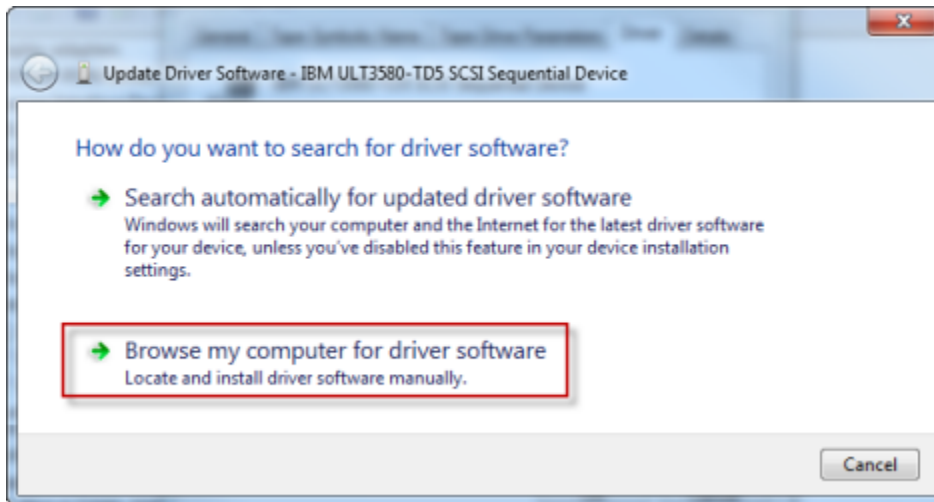 Update Driver Software - IBM ULT3580-TD5 SCSI Sequential Device
How do you want to search for driver software?
Search automatically for updated driver software
Windows will search your computer and the Internet for the latest driver software
for your device, unless you've disabled this feature in your device installation
settings.
Browse my computer for driver software
Locate and install driver software manually.
Cancel